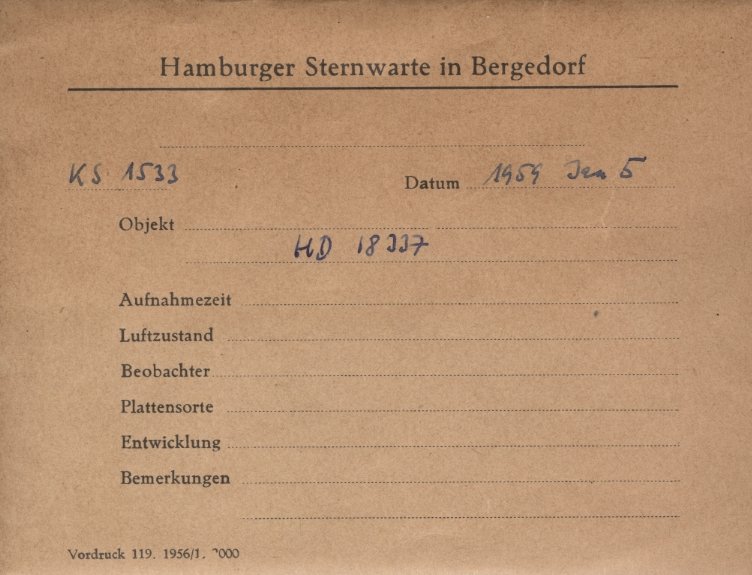 Hamburger Sternwarte in Bergedorf
KS 1533
Datum 1959 Jan 5
Objekt
HD 18337
Aufnahmezeit
Luftzustand
Beobachter
Plattensorte
Entwicklung
Bemerkungen
Vordruck 119. 1956/1. 2000